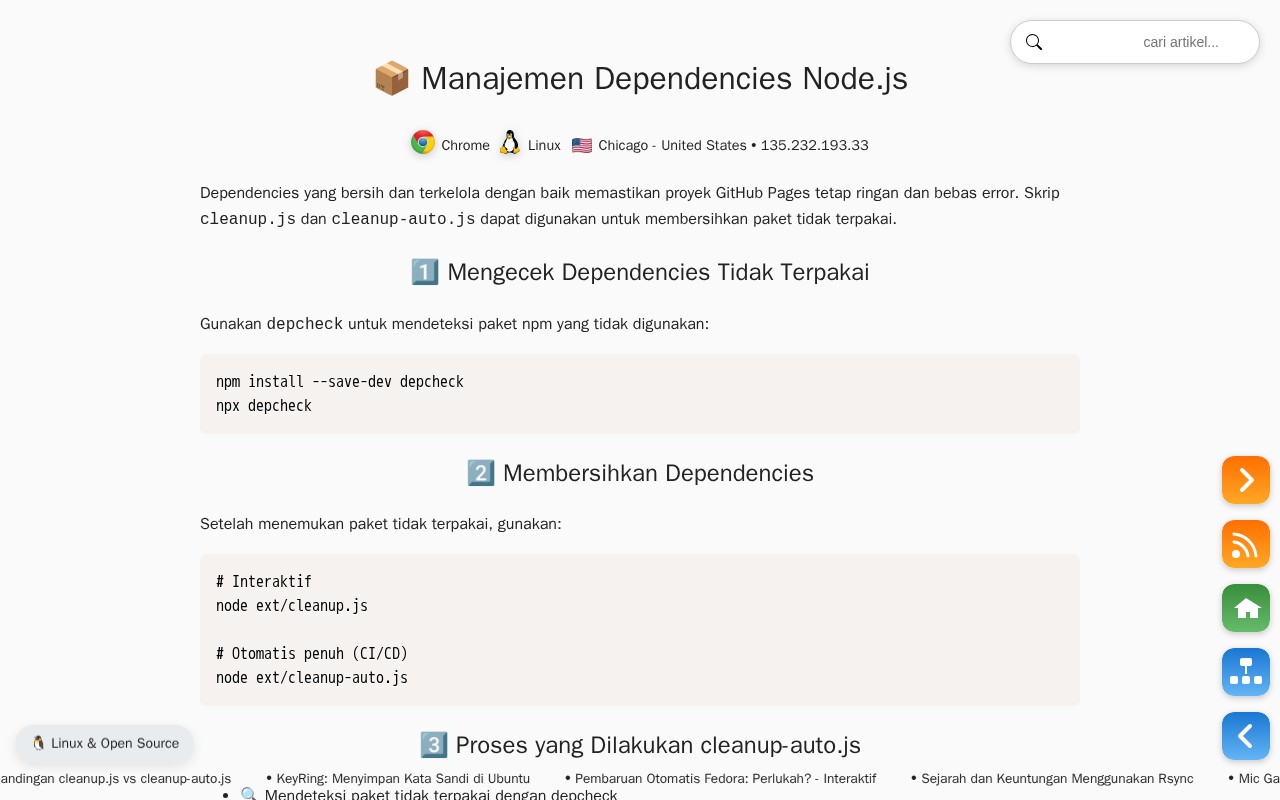 cari artikel...
📦 Manajemen Dependencies Node.js
Chrome Linux 🇺🇸 Chicago - United States • 135.232.193.33
Dependencies yang bersih dan terkelola dengan baik memastikan proyek GitHub Pages tetap ringan dan bebas error. Skrip
cleanup.js dan cleanup-auto.js dapat digunakan untuk membersihkan paket tidak terpakai.
1️⃣ Mengecek Dependencies Tidak Terpakai
Gunakan depcheck untuk mendeteksi paket npm yang tidak digunakan:
npm install --save-dev depcheck
npx depcheck
2️⃣ Membersihkan Dependencies
Setelah menemukan paket tidak terpakai, gunakan:
# Interaktif
node ext/cleanup.js
# Otomatis penuh (CI/CD)
node ext/cleanup-auto.js
🐧 Linux & Open Source
3️⃣ Proses yang Dilakukan cleanup-auto.js
andingan cleanup.js vs cleanup-auto.js • KeyRing: Menyimpan Kata Sandi di Ubuntu • Pembaruan Otomatis Fedora: Perlukah? - Interaktif • Sejarah dan Keuntungan Menggunakan Rsync • Mic Ga
• 🔍 Mendeteksi paket tidak terpakai dengan depcheck